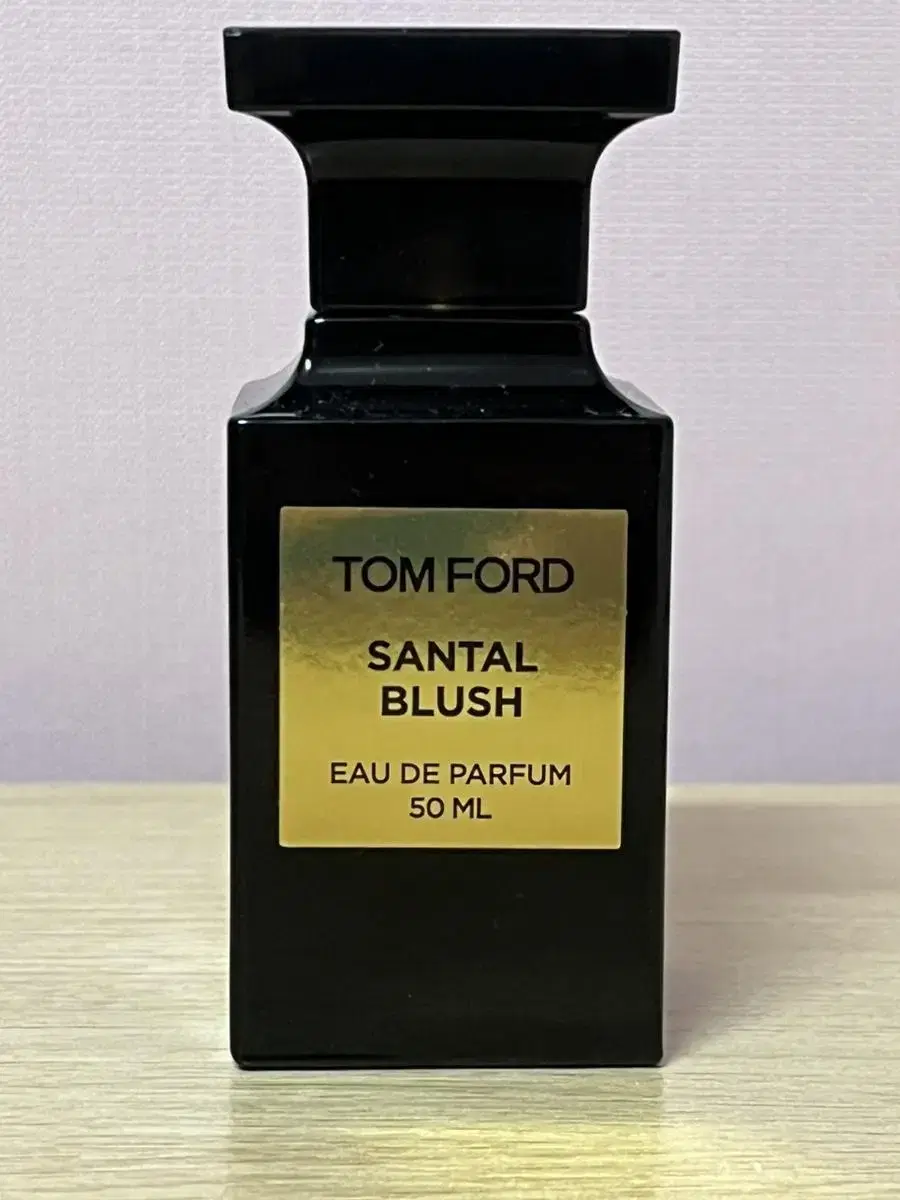 TOM FORD
SANTAL
BLUSH
EAU DE PARFUM
50 ML